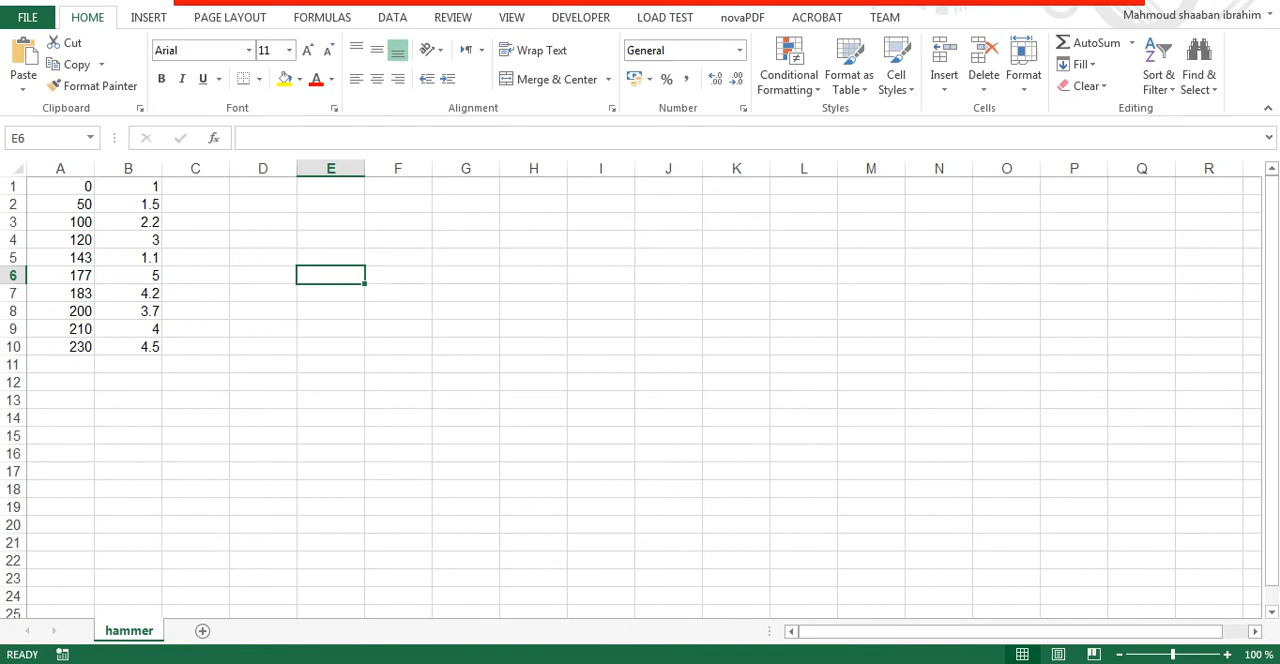 FILE HOME INSERT PAGE LAYOUT FORMULAS DATA REVIEW VIEW DEVELOPER LOAD TEST novaPDF ACROBAT TEAM Mahmoud shaaban ibrahim
Paste
Cut
Copy
Format Painter
Clipboard
Arial 11
B I U
Font
Wrap Text
Merge & Center
Alignment
General
% ,
Number
Conditional Formatting
Format as Table
Cell Styles
Styles
Insert
Delete
Format
Cells
AutoSum
Fill
Clear
Sort & Filter
Find & Select
Editing
E6 fx
A B C D E F G H I J K L M N O P Q R
1 0 1
2 50 1.5
3 100 2.2
4 120 3
5 143 1.1
6 177 5
7 183 4.2
8 200 3.7
9 210 4
10 230 4.5
11
12
13
14
15
16
17
18
19
20
21
22
23
24
25
hammer
READY 100 %